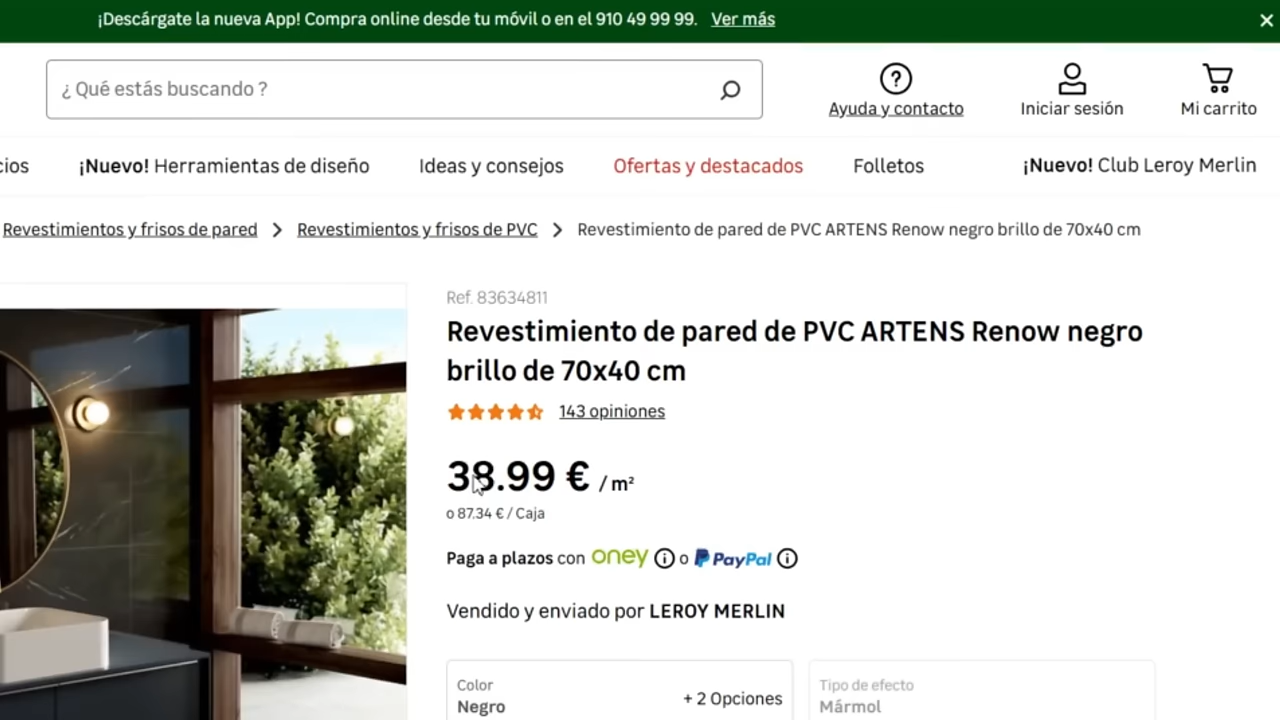 ¡Descárgate la nueva App! Compra online desde tu móvil o en el 910 49 99 99. Ver más
¿ Qué estás buscando ?
Ayuda y contacto
Iniciar sesión
Mi carrito
cios
¡Nuevo! Herramientas de diseño
Ideas y consejos
Ofertas y destacados
Folletos
¡Nuevo! Club Leroy Merlin
Revestimientos y frisos de pared
Revestimientos y frisos de PVC
Revestimiento de pared de PVC ARTENS Renow negro brillo de 70x40 cm
Ref. 83634811
Revestimiento de pared de PVC ARTENS Renow negro
brillo de 70x40 cm
143 opiniones
38.99 € / m²
o 87.34 € / Caja
Paga a plazos con oney o PayPal
Vendido y enviado por LEROY MERLIN
Color
Negro
+ 2 Opciones
Tipo de efecto
Mármol